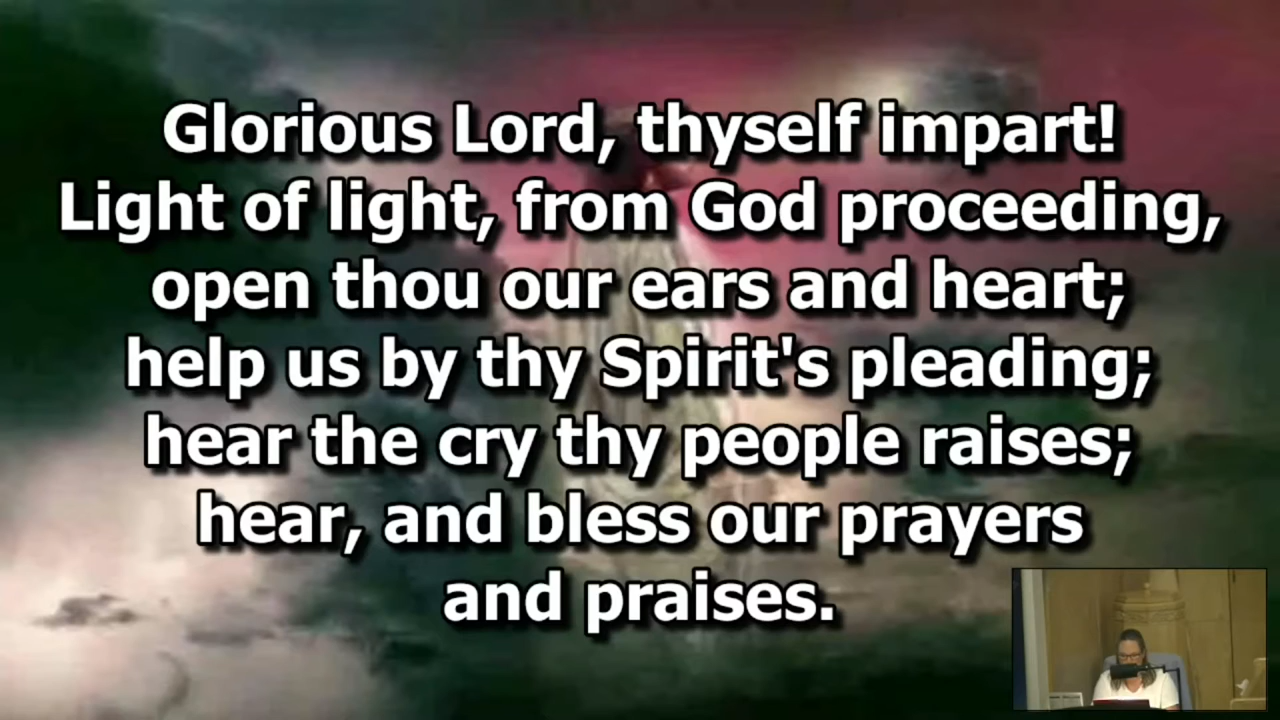 Glorious Lord, thyself impart!
Light of light, from God proceeding,
open thou our ears and heart;
help us by thy Spirit's pleading;
hear the cry thy people raises;
hear, and bless our prayers
and praises.